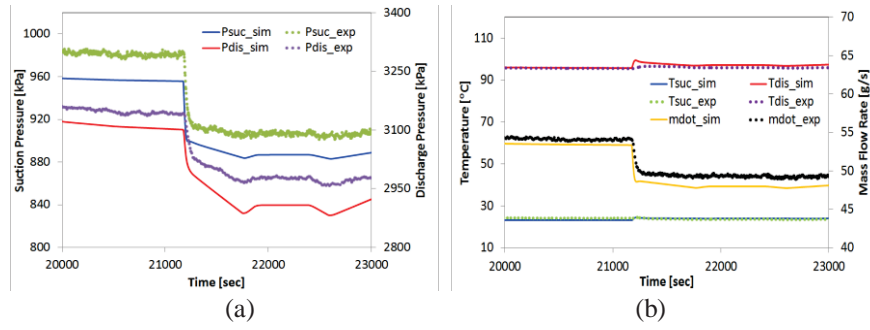 (a)
Psuc_sim
Psuc_exp
Pdis_sim
Pdis_exp
Suction Pressure [kPa]
1000
960
920
880
840
800
Discharge Pressure [kPa]
3400
3250
3100
2950
2800
20000
21000
22000
23000
Time [sec]
(a)
(b)
Tsuc_sim
Tdis_sim
Tsuc_exp
Tdis_exp
mdot_sim
mdot_exp
Temperature [°C]
110
90
70
50
30
10
Mass Flow Rate [g/s]
70
65
60
55
50
45
40
20000
21000
22000
23000
Time [sec]
(b)